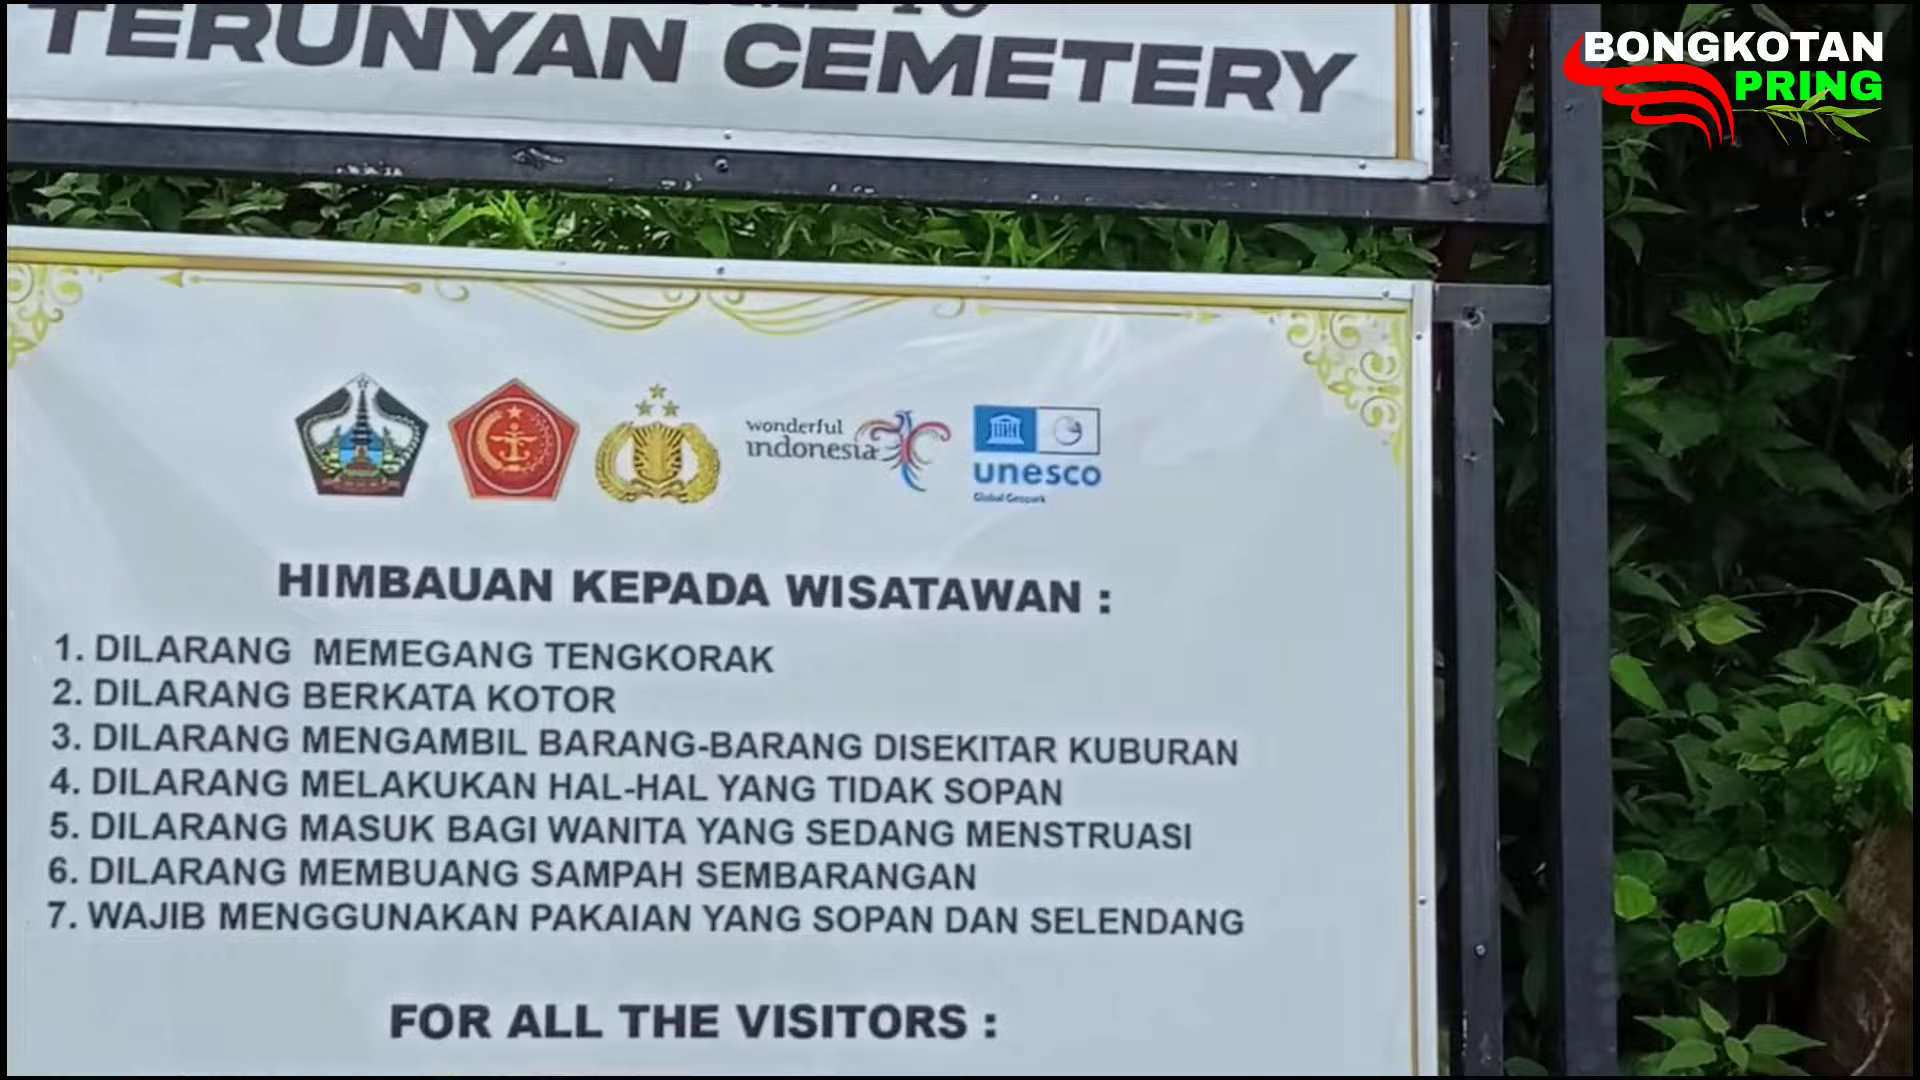 TERUNYAN CEMETERY
BONGKOTAN
PRING
wonderful
indonesia
unesco
Global Geopark
HIMBAUAN KEPADA WISATAWAN :
1. DILARANG MEMEGANG TENGKORAK
2. DILARANG BERKATA KOTOR
3. DILARANG MENGAMBIL BARANG-BARANG DISEKITAR KUBURAN
4. DILARANG MELAKUKAN HAL-HAL YANG TIDAK SOPAN
5. DILARANG MASUK BAGI WANITA YANG SEDANG MENSTRUASI
6. DILARANG MEMBUANG SAMPAH SEMBARANGAN
7. WAJIB MENGGUNAKAN PAKAIAN YANG SOPAN DAN SELENDANG
FOR ALL THE VISITORS :